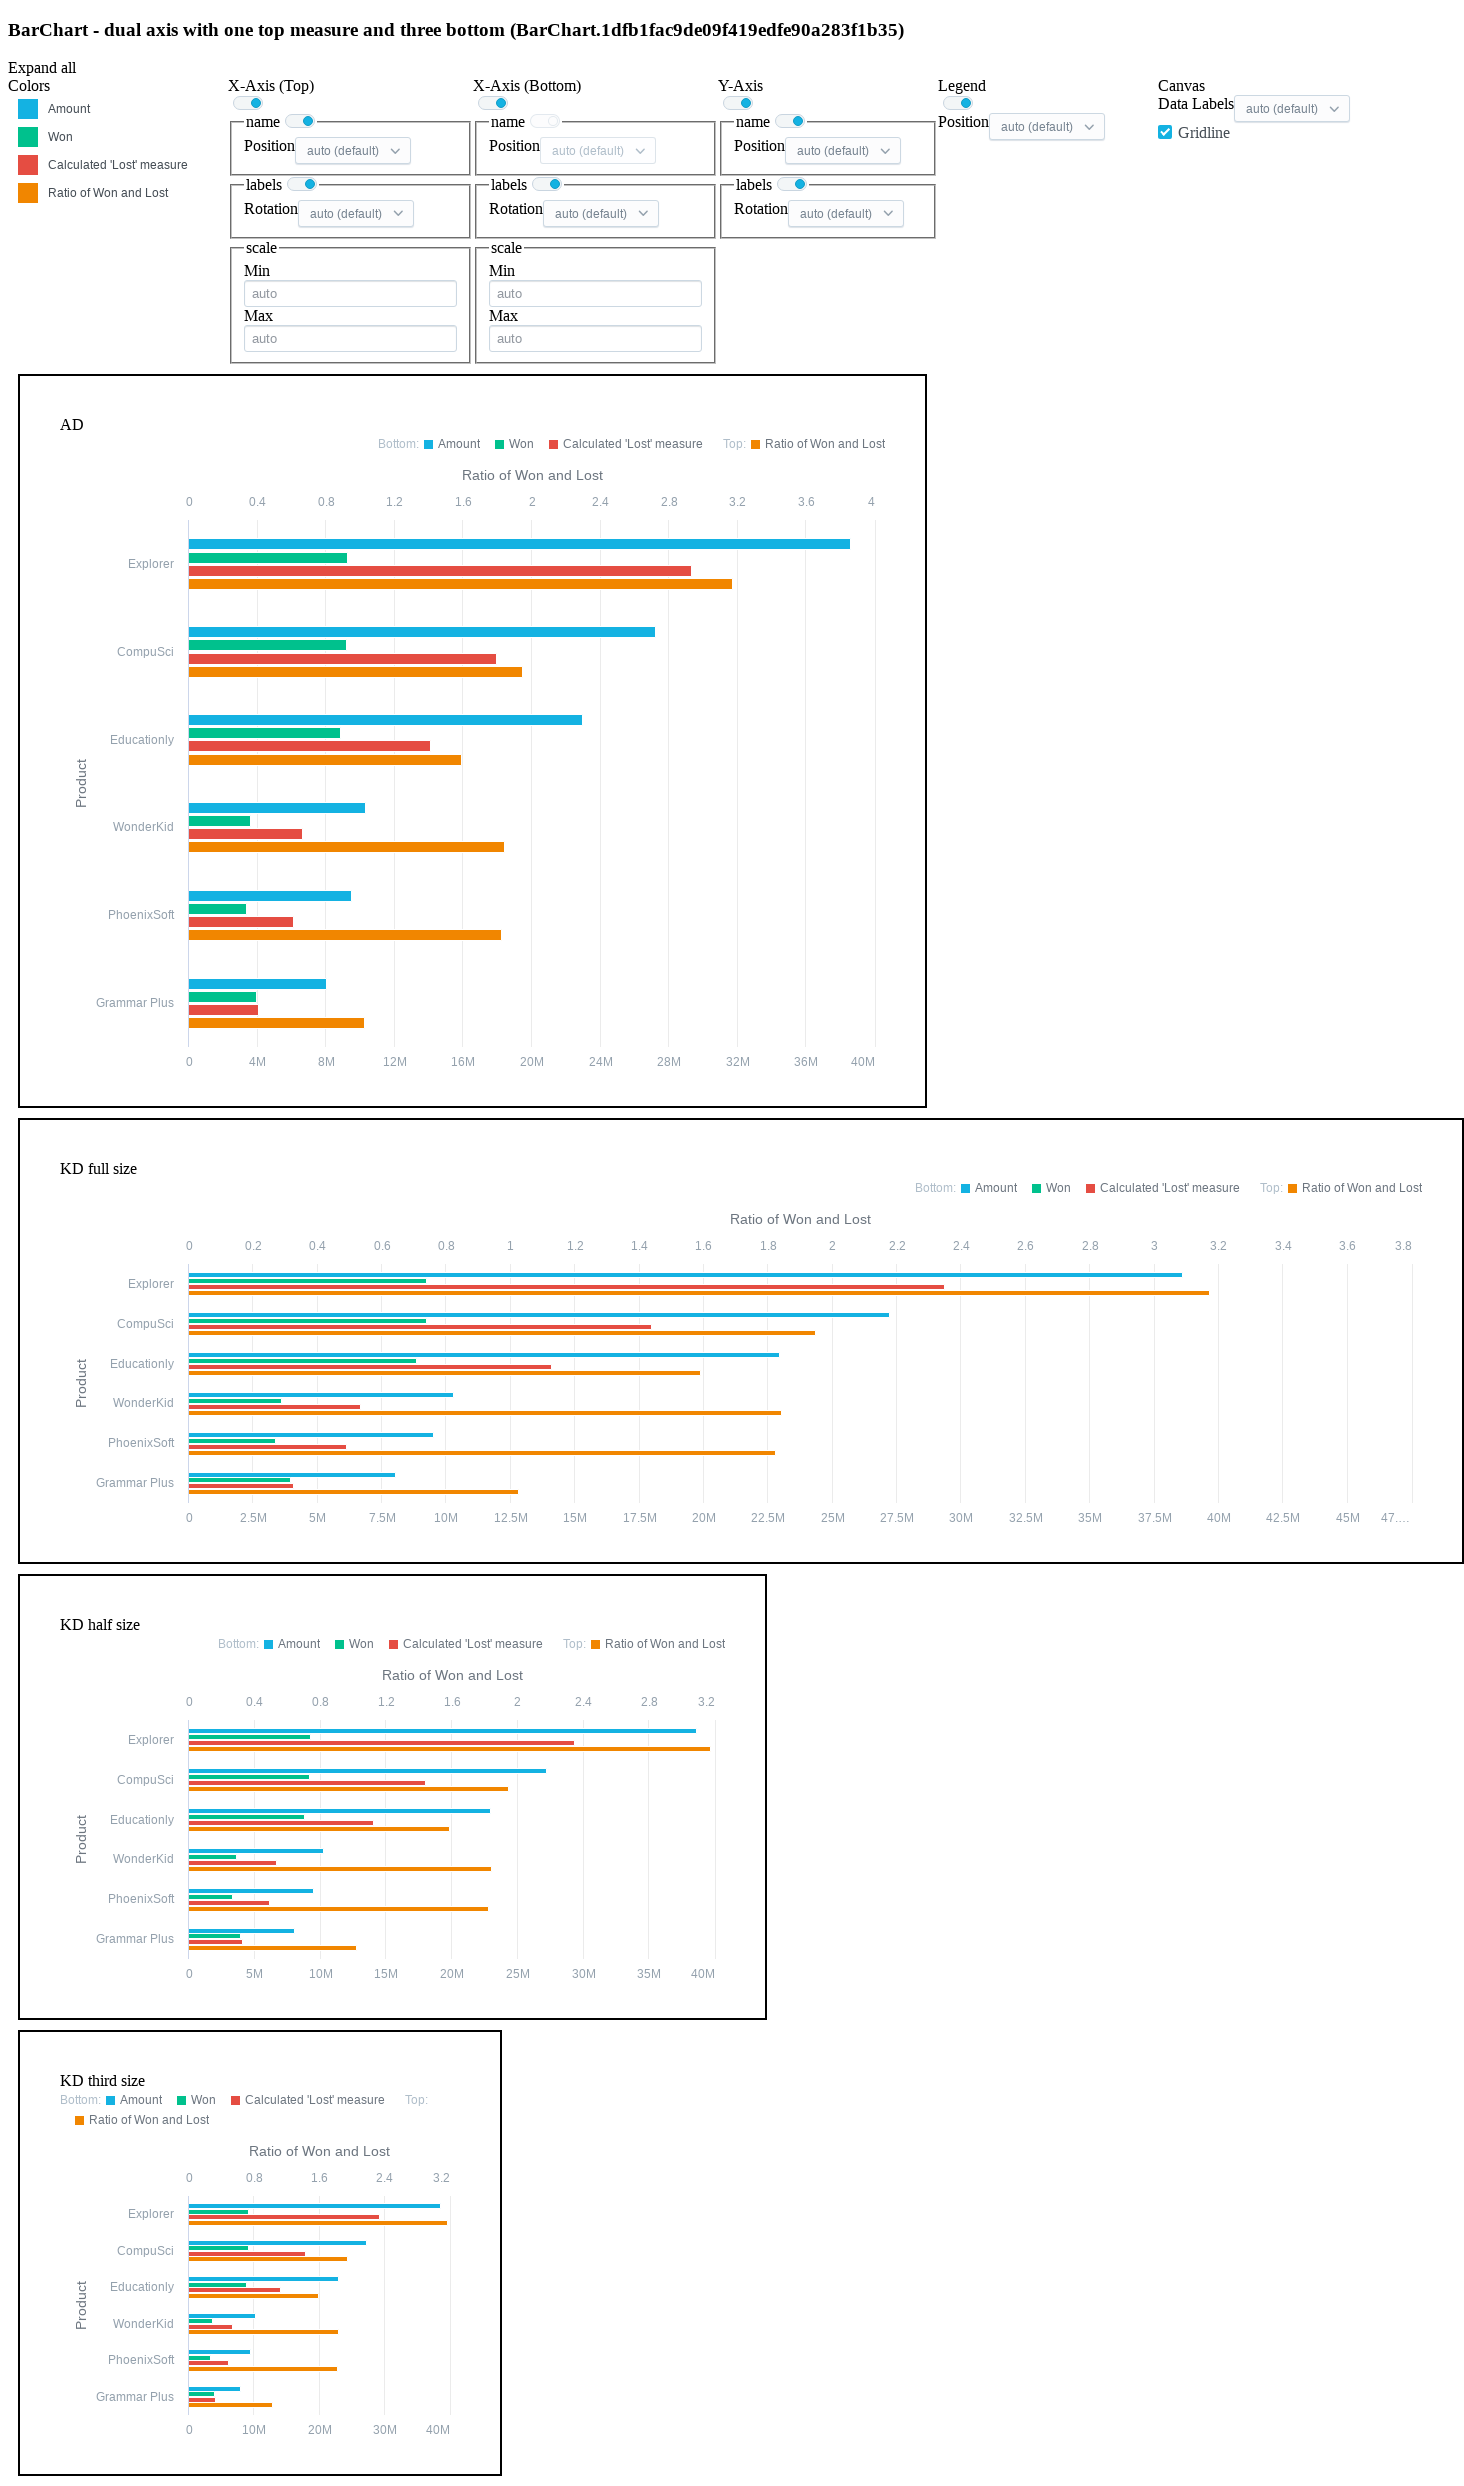 BarChart - dual axis with one top measure and three bottom (BarChart.1dfb1fac9de09f419edfe90a283f1b35)
Expand all
Colors
Amount
Won
Calculated 'Lost' measure
Ratio of Won and Lost
X-Axis (Top)
name
Position auto (default)
labels
Rotation auto (default)
scale
Min
auto
Max
auto
X-Axis (Bottom)
name
Position auto (default)
labels
Rotation auto (default)
scale
Min
auto
Max
auto
Y-Axis
name
Position auto (default)
labels
Rotation auto (default)
Legend
Position auto (default)
Canvas
Data Labels auto (default)
Gridline
AD
Bottom: Amount Won Calculated 'Lost' measure Top: Ratio of Won and Lost
Ratio of Won and Lost
0 0.4 0.8 1.2 1.6 2 2.4 2.8 3.2 3.6 4
Explorer
CompuSci
Educationly
Product
WonderKid
PhoenixSoft
Grammar Plus
0 4M 8M 12M 16M 20M 24M 28M 32M 36M 40M
KD full size
Bottom: Amount Won Calculated 'Lost' measure Top: Ratio of Won and Lost
Ratio of Won and Lost
0 0.2 0.4 0.6 0.8 1 1.2 1.4 1.6 1.8 2 2.2 2.4 2.6 2.8 3 3.2 3.4 3.6 3.8
Explorer
CompuSci
Educationly
Product
WonderKid
PhoenixSoft
Grammar Plus
0 2.5M 5M 7.5M 10M 12.5M 15M 17.5M 20M 22.5M 25M 27.5M 30M 32.5M 35M 37.5M 40M 42.5M 45M 47.…
KD half size
Bottom: Amount Won Calculated 'Lost' measure Top: Ratio of Won and Lost
Ratio of Won and Lost
0 0.4 0.8 1.2 1.6 2 2.4 2.8 3.2
Explorer
CompuSci
Educationly
Product
WonderKid
PhoenixSoft
Grammar Plus
0 5M 10M 15M 20M 25M 30M 35M 40M
KD third size
Bottom: Amount Won Calculated 'Lost' measure Top:
Ratio of Won and Lost
Ratio of Won and Lost
0 0.8 1.6 2.4 3.2
Explorer
CompuSci
Educationly
Product
WonderKid
PhoenixSoft
Grammar Plus
0 10M 20M 30M 40M